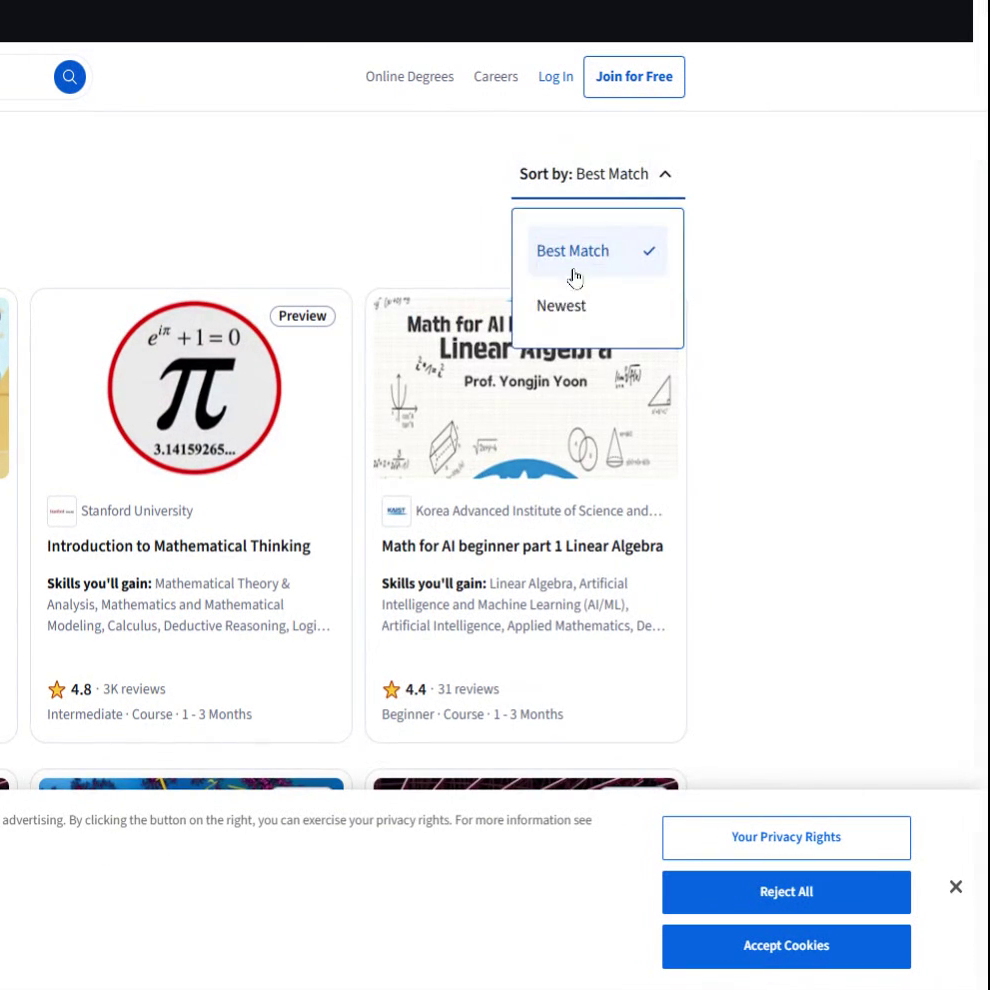 Online Degrees
Careers
Log In
Join for Free
Sort by: Best Match
Best Match
Newest
Preview
e^{iπ} + 1 = 0
π
3.14159265...
Math for AI
Linear Algebra
Prof. Yongjin Yoon
Stanford University
Introduction to Mathematical Thinking
Skills you'll gain: Mathematical Theory &
Analysis, Mathematics and Mathematical
Modeling, Calculus, Deductive Reasoning, Logi…
4.8 · 3K reviews
Intermediate · Course · 1 - 3 Months
KAIST
Korea Advanced Institute of Science and…
Math for AI beginner part 1 Linear Algebra
Skills you'll gain: Linear Algebra, Artificial
Intelligence and Machine Learning (AI/ML),
Artificial Intelligence, Applied Mathematics, De…
4.4 · 31 reviews
Beginner · Course · 1 - 3 Months
advertising. By clicking the button on the right, you can exercise your privacy rights. For more information see
Your Privacy Rights
Reject All
Accept Cookies